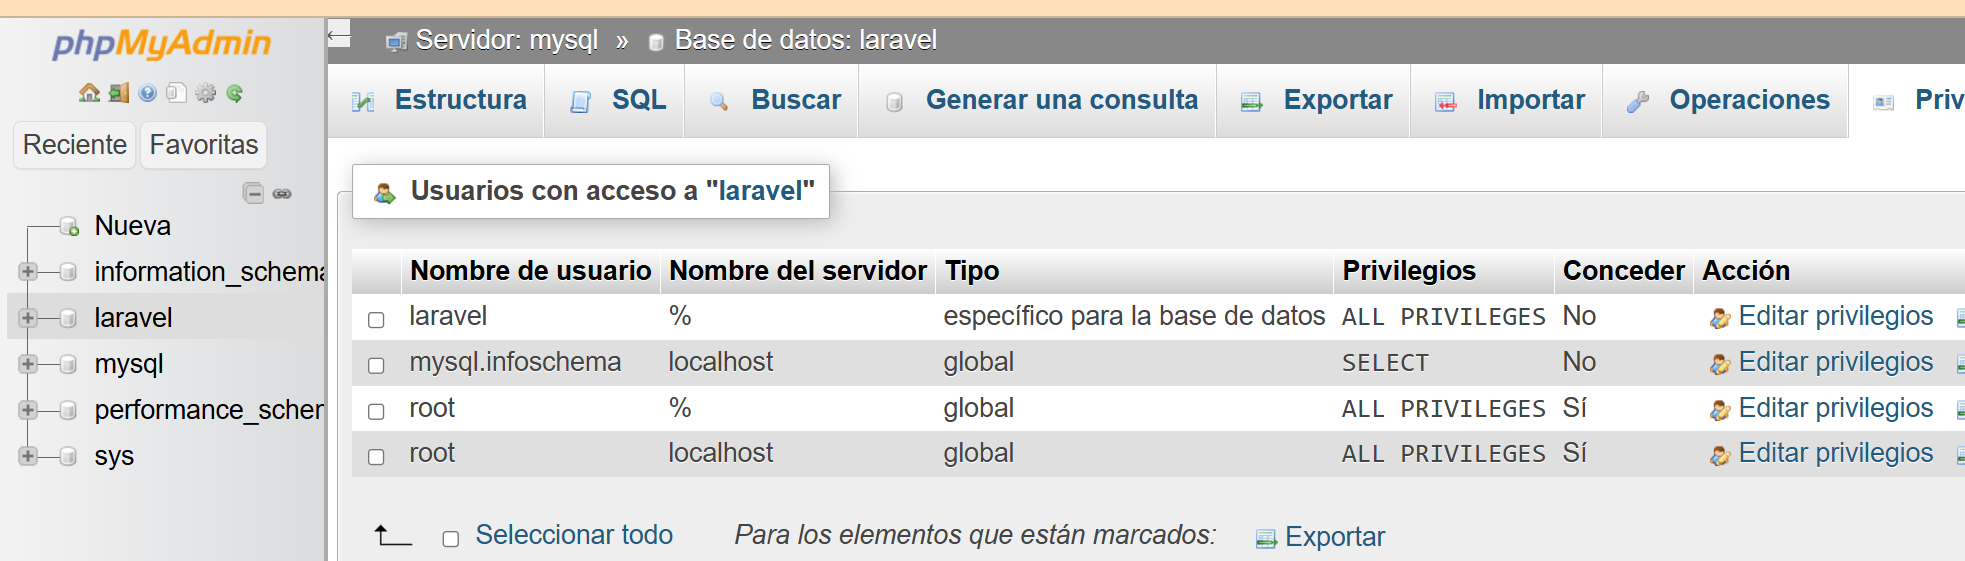 phpMyAdmin
Reciente Favoritas
Nueva
information_schema
laravel
mysql
performance_scher
sys
Servidor: mysql » Base de datos: laravel
Estructura SQL Buscar Generar una consulta Exportar Importar Operaciones Priv
Usuarios con acceso a "laravel"
Nombre de usuario Nombre del servidor Tipo Privilegios Conceder Acción
laravel % específico para la base de datos ALL PRIVILEGES No Editar privilegios
mysql.infoschema localhost global SELECT No Editar privilegios
root % global ALL PRIVILEGES Sí Editar privilegios
root localhost global ALL PRIVILEGES Sí Editar privilegios
Seleccionar todo Para los elementos que están marcados: Exportar